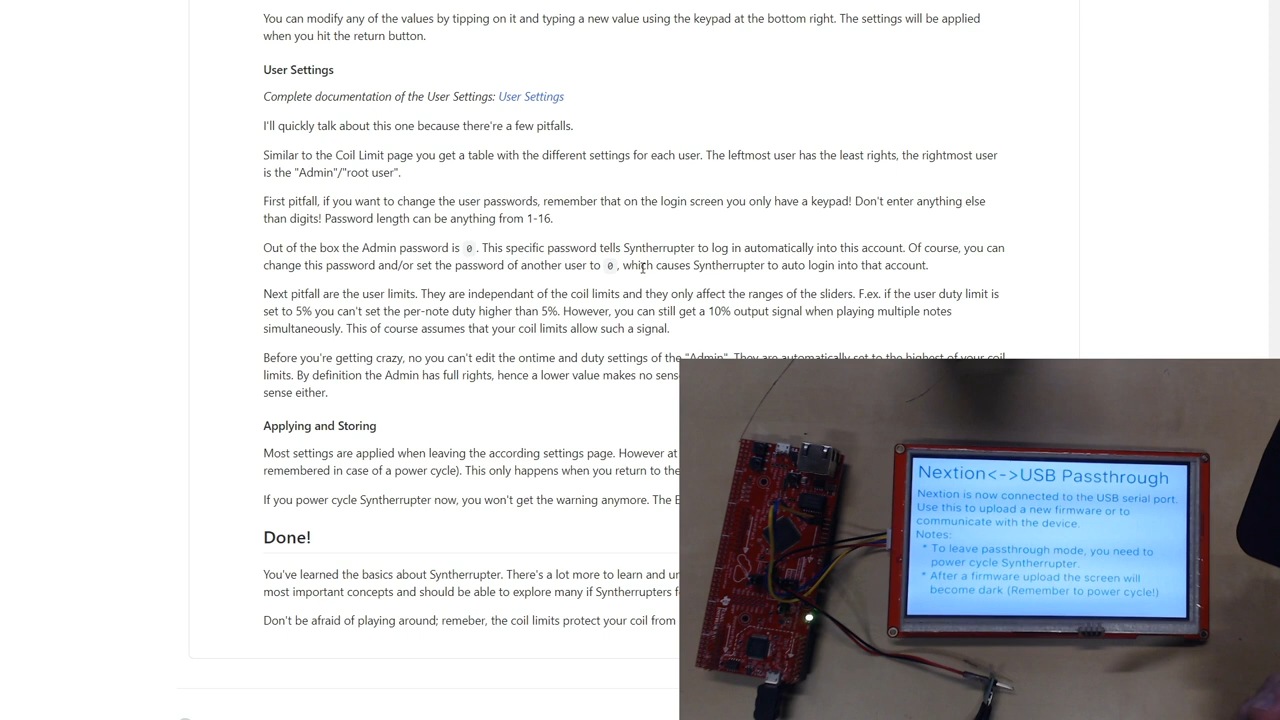 You can modify any of the values by tipping on it and typing a new value using the keypad at the bottom right. The settings will be applied
when you hit the return button.
User Settings
Complete documentation of the User Settings: User Settings
I'll quickly talk about this one because there're a few pitfalls.
Similar to the Coil Limit page you get a table with the different settings for each user. The leftmost user has the least rights, the rightmost user
is the "Admin"/"root user".
First pitfall, if you want to change the user passwords, remember that on the login screen you only have a keypad! Don't enter anything else
than digits! Password length can be anything from 1-16.
Out of the box the Admin password is 0. This specific password tells Syntherrupter to log in automatically into this account. Of course, you can
change this password and/or set the password of another user to 0, which causes Syntherrupter to auto login into that account.
Next pitfall are the user limits. They are independant of the coil limits and they only affect the ranges of the sliders. F.ex. if the user duty limit is
set to 5% you can't set the per-note duty higher than 5%. However, you can still get a 10% output signal when playing multiple notes
simultaneously. This of course assumes that your coil limits allow such a signal.
Before you're getting crazy, no you can't edit the ontime and duty settings of the "Admin". They are automatically set to the highest of your coil
limits. By definition the Admin has full rights, hence a lower value makes no sens
sense either.
Applying and Storing
Most settings are applied when leaving the according settings page. However at
remembered in case of a power cycle). This only happens when you return to the
If you power cycle Syntherrupter now, you won't get the warning anymore. The E
Done!
You've learned the basics about Syntherrupter. There's a lot more to learn and un
most important concepts and should be able to explore many if Syntherrupters f
Don't be afraid of playing around; remeber, the coil limits protect your coil from
Nextion<->USB Passthrough
Nextion is now connected to the USB serial port.
Use this to upload a new firmware or to
communicate with the device.
Notes:
* To leave passthrough mode, you need to
power cycle Syntherrupter.
* After a firmware upload the screen will
become dark (Remember to power cycle!)